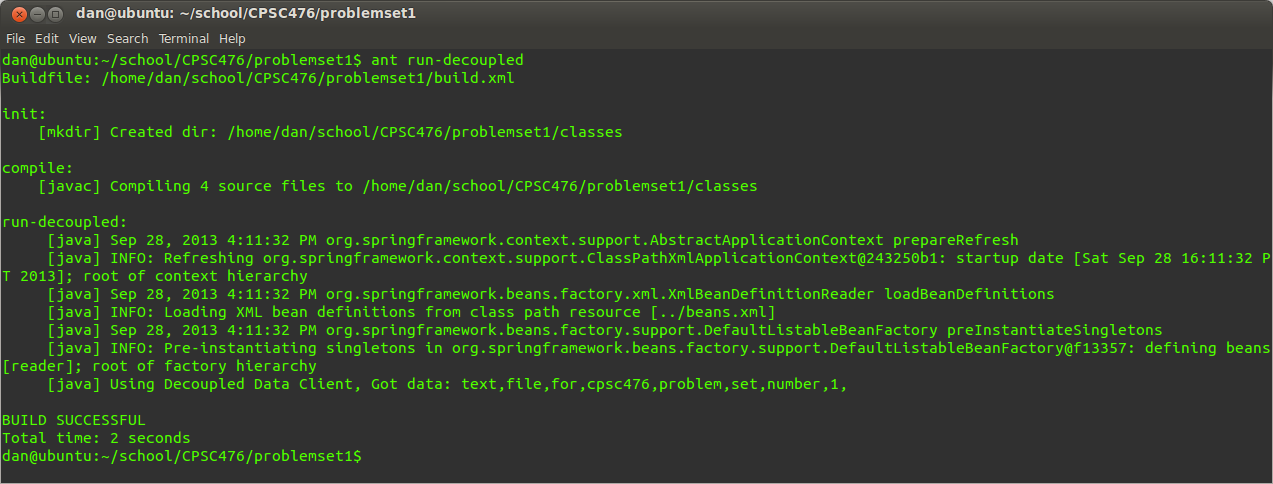 dan@ubuntu: ~/school/CPSC476/problemset1
File Edit View Search Terminal Help
dan@ubuntu:~/school/CPSC476/problemset1$ ant run-decoupled
Buildfile: /home/dan/school/CPSC476/problemset1/build.xml

init:
    [mkdir] Created dir: /home/dan/school/CPSC476/problemset1/classes

compile:
    [javac] Compiling 4 source files to /home/dan/school/CPSC476/problemset1/classes

run-decoupled:
     [java] Sep 28, 2013 4:11:32 PM org.springframework.context.support.AbstractApplicationContext prepareRefresh
     [java] INFO: Refreshing org.springframework.context.support.ClassPathXmlApplicationContext@243250b1: startup date [Sat Sep 28 16:11:32 P
T 2013]; root of context hierarchy
     [java] Sep 28, 2013 4:11:32 PM org.springframework.beans.factory.xml.XmlBeanDefinitionReader loadBeanDefinitions
     [java] INFO: Loading XML bean definitions from class path resource [../beans.xml]
     [java] Sep 28, 2013 4:11:32 PM org.springframework.beans.factory.support.DefaultListableBeanFactory preInstantiateSingletons
     [java] INFO: Pre-instantiating singletons in org.springframework.beans.factory.support.DefaultListableBeanFactory@f13357: defining beans
[reader]; root of factory hierarchy
     [java] Using Decoupled Data Client, Got data: text,file,for,cpsc476,problem,set,number,1,

BUILD SUCCESSFUL
Total time: 2 seconds
dan@ubuntu:~/school/CPSC476/problemset1$